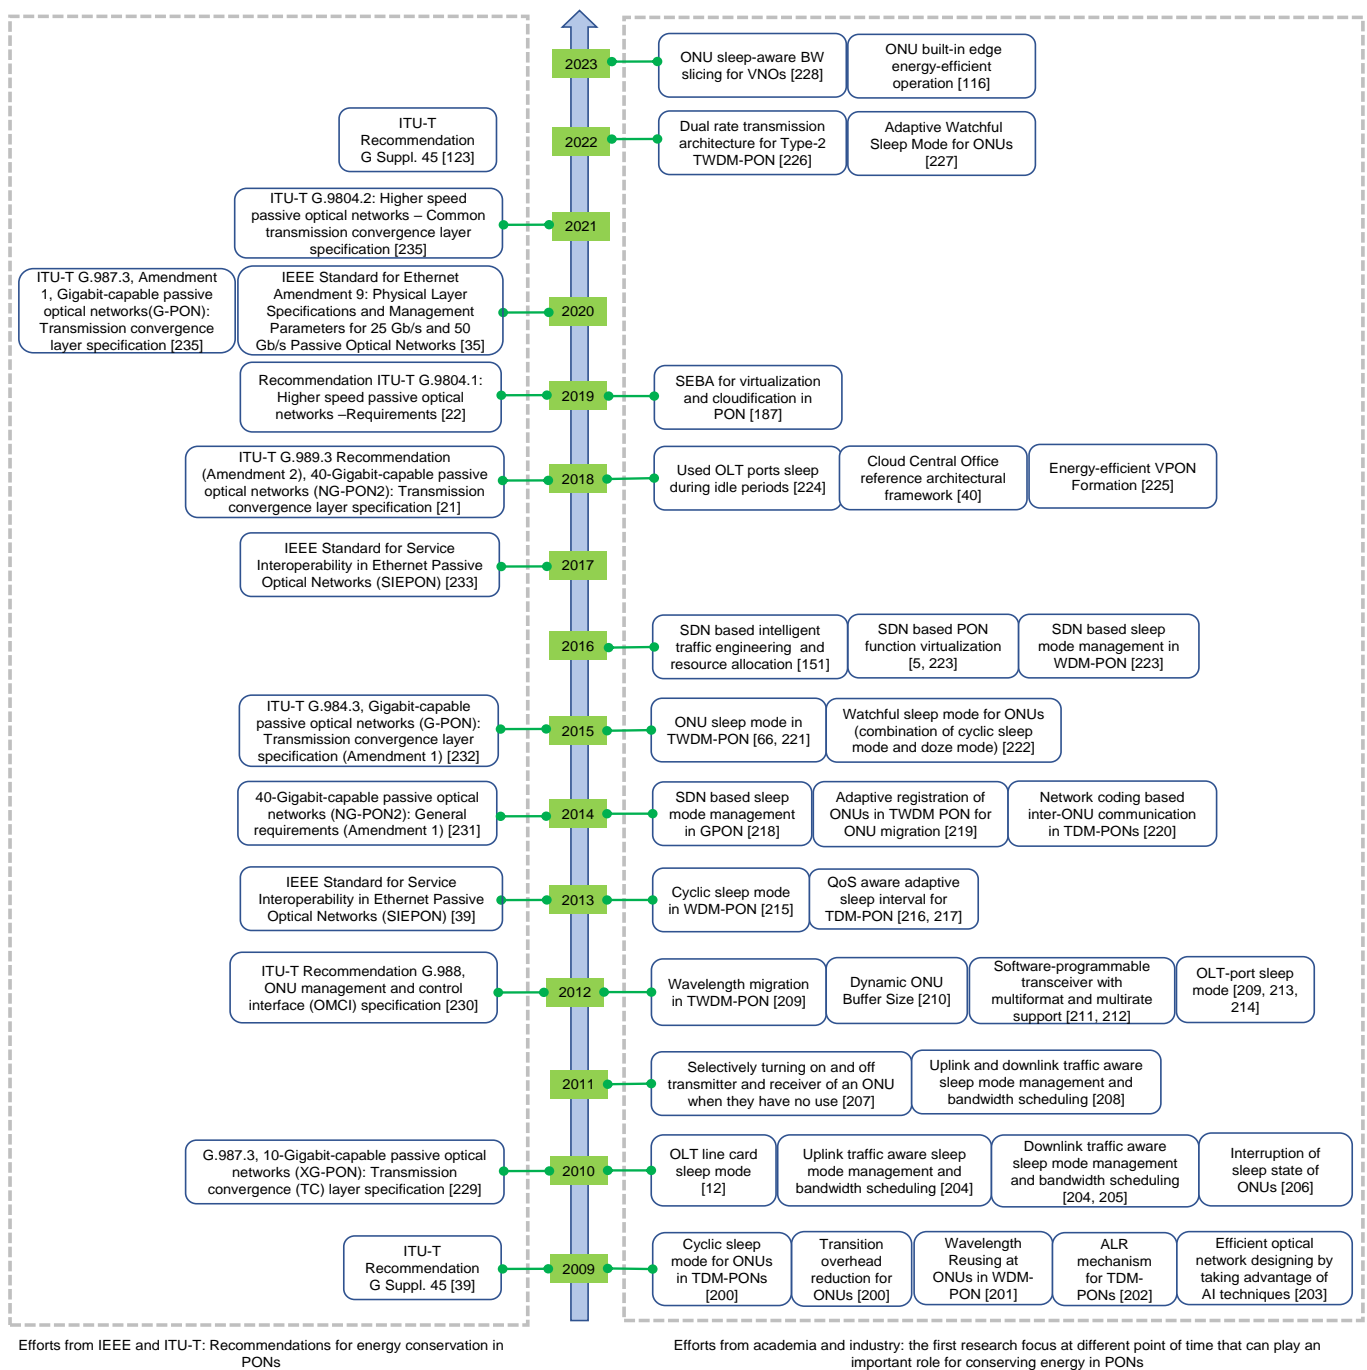 2023
ONU sleep-aware BW
slicing for VNOs [228]
ONU built-in edge
energy-efficient
operation [116]
ITU-T
Recommendation
G Suppl. 45 [123]
2022
Dual rate transmission
architecture for Type-2
TWDM-PON [226]
Adaptive Watchful
Sleep Mode for ONUs
[227]
ITU-T G.9804.2: Higher speed
passive optical networks – Common
transmission convergence layer
specification [235]
2021
ITU-T G.987.3, Amendment
1, Gigabit-capable passive
optical networks(G-PON):
Transmission convergence
layer specification [235]
IEEE Standard for Ethernet
Amendment 9: Physical Layer
Specifications and Management
Parameters for 25 Gb/s and 50
Gb/s Passive Optical Networks [35]
2020
Recommendation ITU-T G.9804.1:
Higher speed passive optical
networks –Requirements [22]
2019
SEBA for virtualization
and cloudification in
PON [187]
ITU-T G.989.3 Recommendation
(Amendment 2), 40-Gigabit-capable passive
optical networks (NG-PON2): Transmission
convergence layer specification [21]
2018
Used OLT ports sleep
during idle periods [224]
Cloud Central Office
reference architectural
framework [40]
Energy-efficient VPON
Formation [225]
IEEE Standard for Service
Interoperability in Ethernet Passive
Optical Networks (SIEPON) [233]
2017
2016
SDN based intelligent
traffic engineering and
resource allocation [151]
SDN based PON
function virtualization
[5, 223]
SDN based sleep
mode management in
WDM-PON [223]
ITU-T G.984.3, Gigabit-capable
passive optical networks (G-PON):
Transmission convergence layer
specification (Amendment 1) [232]
2015
ONU sleep mode in
TWDM-PON [66, 221]
Watchful sleep mode for ONUs
(combination of cyclic sleep
mode and doze mode) [222]
40-Gigabit-capable passive optical
networks (NG-PON2): General
requirements (Amendment 1) [231]
2014
SDN based sleep
mode management
in GPON [218]
Adaptive registration of
ONUs in TWDM PON for
ONU migration [219]
Network coding based
inter-ONU communication
in TDM-PONs [220]
IEEE Standard for Service
Interoperability in Ethernet Passive
Optical Networks (SIEPON) [39]
2013
Cyclic sleep mode
in WDM-PON [215]
QoS aware adaptive
sleep interval for
TDM-PON [216, 217]
ITU-T Recommendation G.988,
ONU management and control
interface (OMCI) specification [230]
2012
Wavelength migration
in TWDM-PON [209]
Dynamic ONU
Buffer Size [210]
Software-programmable
transceiver with
multiformat and multirate
support [211, 212]
OLT-port sleep
mode [209, 213,
214]
2011
Selectively turning on and off
transmitter and receiver of an ONU
when they have no use [207]
Uplink and downlink traffic aware
sleep mode management and
bandwidth scheduling [208]
G.987.3, 10-Gigabit-capable passive optical
networks (XG-PON): Transmission
convergence (TC) layer specification [229]
2010
OLT line card
sleep mode
[12]
Uplink traffic aware sleep
mode management and
bandwidth scheduling [204]
Downlink traffic aware
sleep mode management
and bandwidth scheduling
[204, 205]
Interruption of
sleep state of
ONUs [206]
ITU-T
Recommendation
G Suppl. 45 [39]
2009
Cyclic sleep
mode for ONUs
in TDM-PONs
[200]
Transition
overhead
reduction for
ONUs [200]
Wavelength
Reusing at
ONUs in WDM-
PON [201]
ALR
mechanism
for TDM-
PONs [202]
Efficient optical
network designing by
taking advantage of
AI techniques [203]
Efforts from IEEE and ITU-T: Recommendations for energy conservation in
PONs
Efforts from academia and industry: the first research focus at different point of time that can play an
important role for conserving energy in PONs